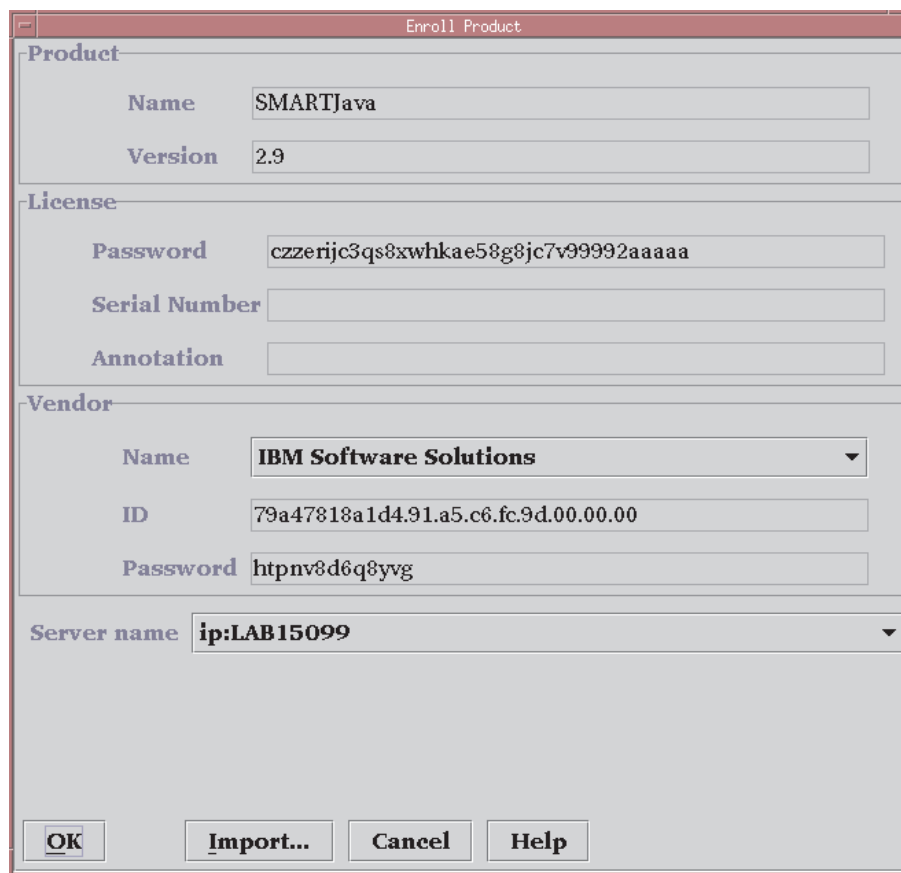 Enroll Product
Product
Name SMARTJava
Version 2.9
License
Password czzerijc3qs8xwhkae58g8jc7v99992aaaaa
Serial Number
Annotation
Vendor
Name IBM Software Solutions
ID 79a47818a1d4.91.a5.c6.fc.9d.00.00.00
Password htpnv8d6q8yvg
Server name ip:LAB15099
OK Import... Cancel Help